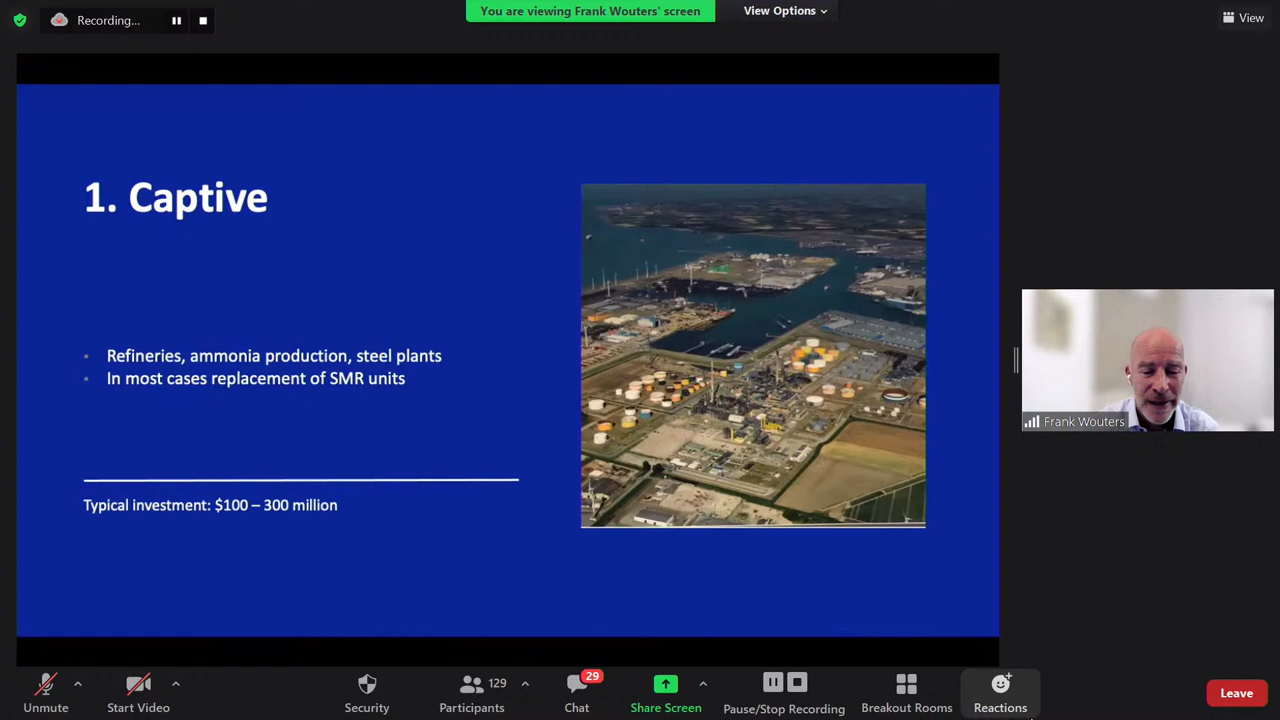 Recording...
You are viewing Frank Wouters' screen
View Options
View
1. Captive
Refineries, ammonia production, steel plants
In most cases replacement of SMR units
Typical investment: $100 – 300 million
Frank Wouters
Unmute
Start Video
Security
129
Participants
29
Chat
Share Screen
Pause/Stop Recording
Breakout Rooms
Reactions
Leave